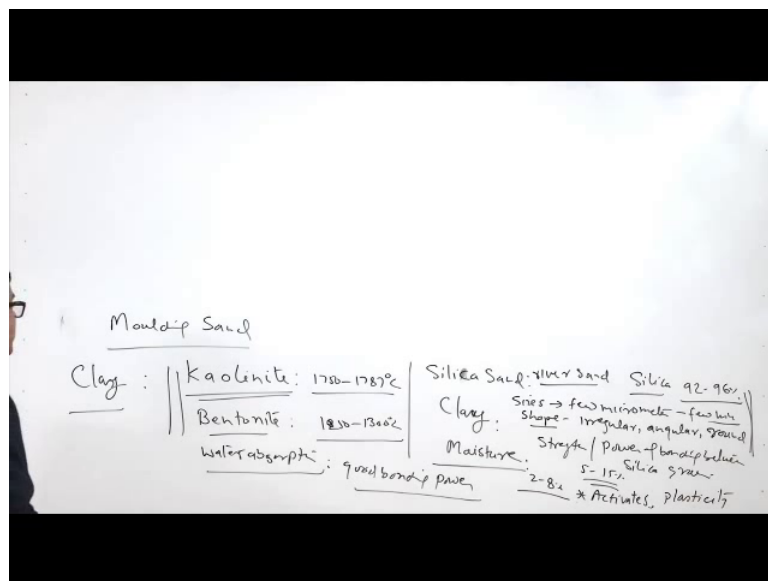 Moulding Sand
Clay : Kaolinite: 1750-1787°C
Bentonite: 1250-1300°C
Water absorpti : good bonding power
Silica Sand: river sand Silica 92-96%
Sizes → few micrometer - few mm
Clay: Shape - Irregular, angular, round
Strength / Power of bonding between
Silica grain.
Moisture: 5-15%
2-8% * Activates, plasticity